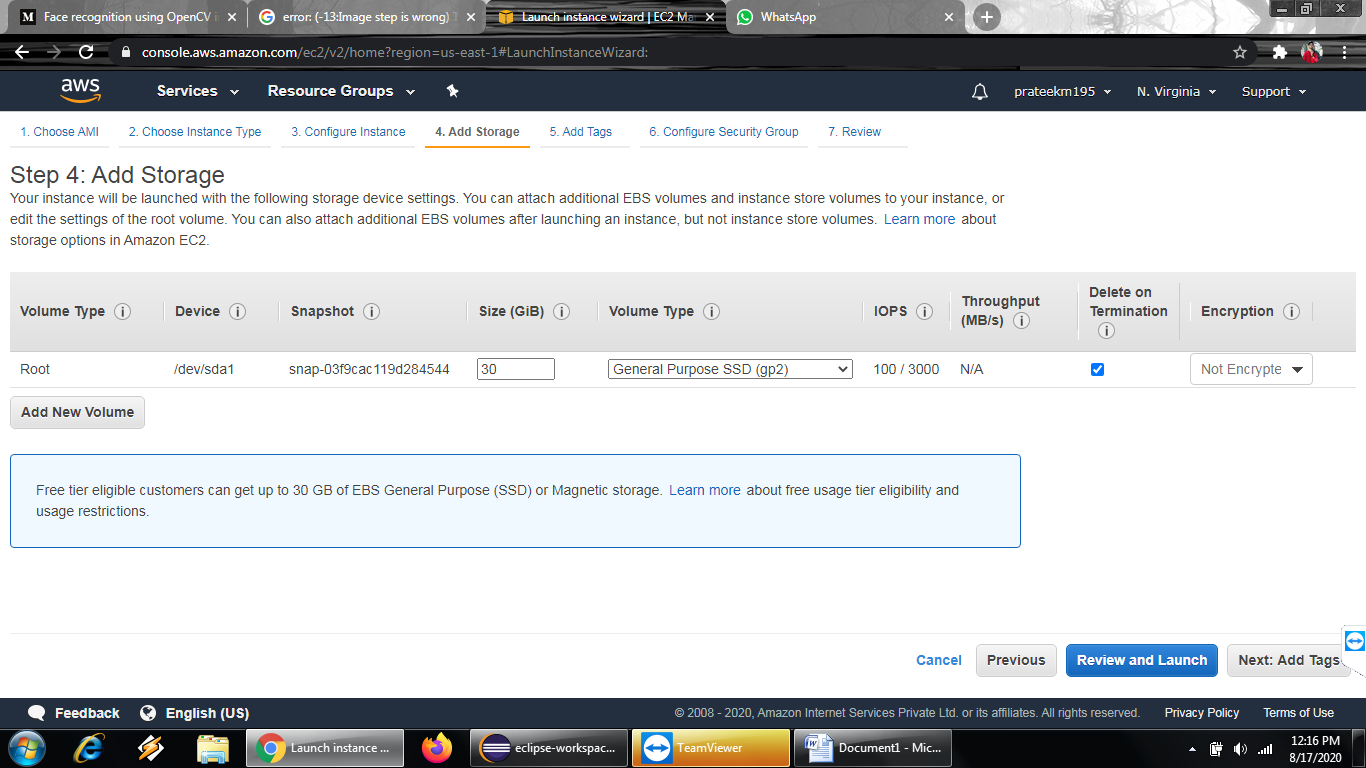 Face recognition using OpenCV i
error: (-13:Image step is wrong)
Launch instance wizard | EC2 Ma
WhatsApp
console.aws.amazon.com/ec2/v2/home?region=us-east-1#LaunchInstanceWizard:
aws Services Resource Groups prateekm195 N. Virginia Support
1. Choose AMI 2. Choose Instance Type 3. Configure Instance 4. Add Storage 5. Add Tags 6. Configure Security Group 7. Review
Step 4: Add Storage
Your instance will be launched with the following storage device settings. You can attach additional EBS volumes and instance store volumes to your instance, or
edit the settings of the root volume. You can also attach additional EBS volumes after launching an instance, but not instance store volumes. Learn more about
storage options in Amazon EC2.
Volume Type Device Snapshot Size (GiB) Volume Type IOPS Throughput (MB/s) Delete on Termination Encryption
Root /dev/sda1 snap-03f9cac119d284544 30 General Purpose SSD (gp2) 100 / 3000 N/A Not Encrypte
Add New Volume
Free tier eligible customers can get up to 30 GB of EBS General Purpose (SSD) or Magnetic storage. Learn more about free usage tier eligibility and
usage restrictions.
Cancel Previous Review and Launch Next: Add Tags
Feedback English (US) © 2008 - 2020, Amazon Internet Services Private Ltd. or its affiliates. All rights reserved. Privacy Policy Terms of Use
Launch instance ... eclipse-workspac... TeamViewer Document1 - Mic... 12:16 PM
8/17/2020